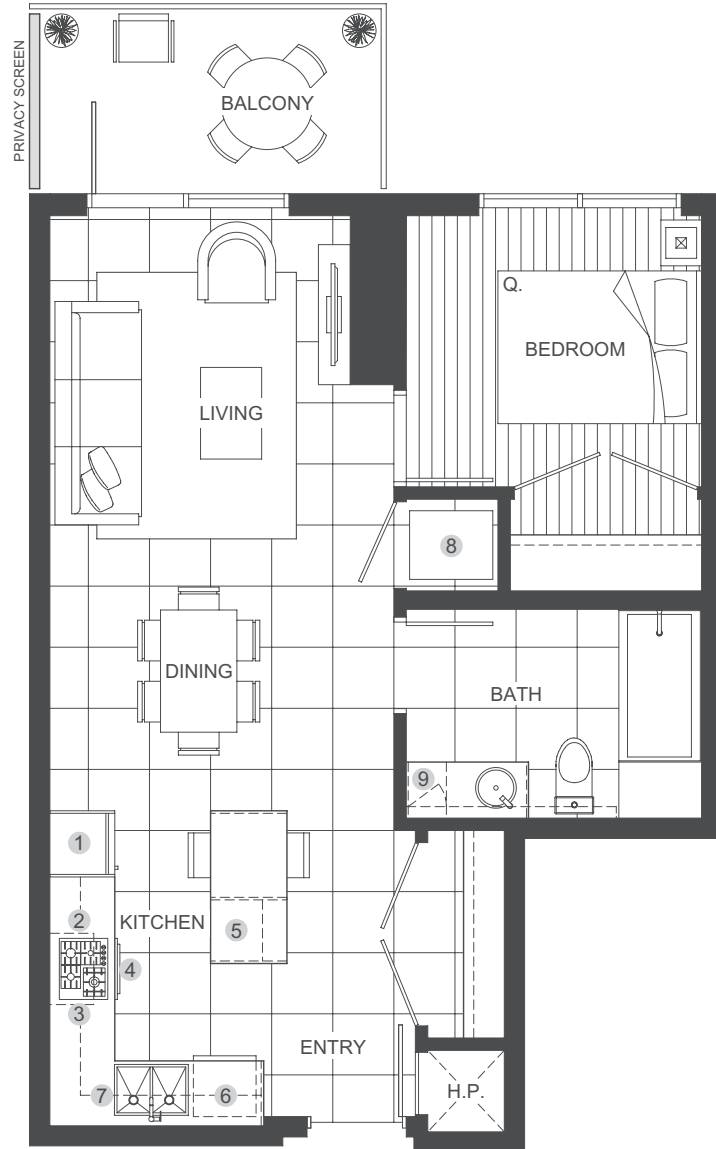 PRIVACY SCREEN
BALCONY
Q.
BEDROOM
LIVING
8
DINING
BATH
9
1
2
KITCHEN
5
4
3
ENTRY
7
6
H.P.